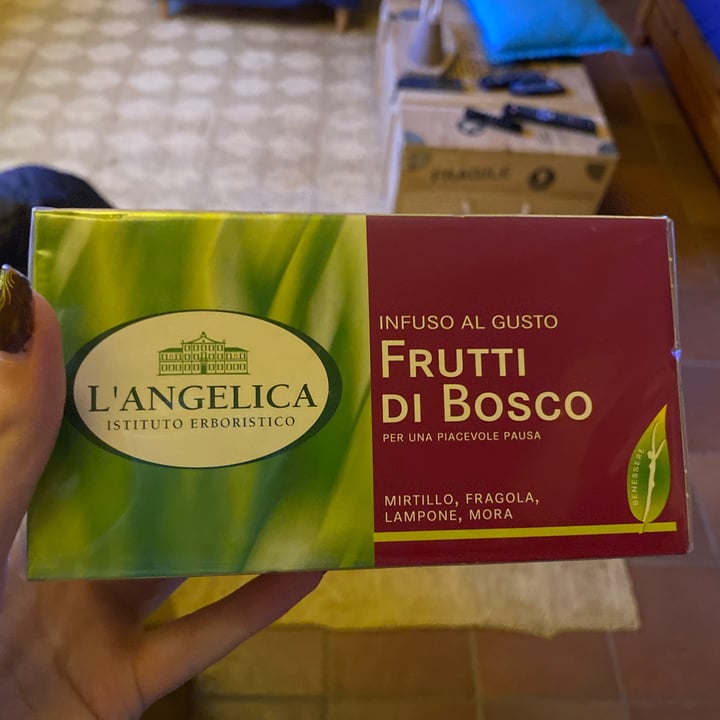 FRAGILE
L'ANGELICA
ISTITUTO ERBORISTICO
INFUSO AL GUSTO
FRUTTI
DI BOSCO
PER UNA PIACEVOLE PAUSA
MIRTILLO, FRAGOLA,
LAMPONE, MORA
BENESSERE